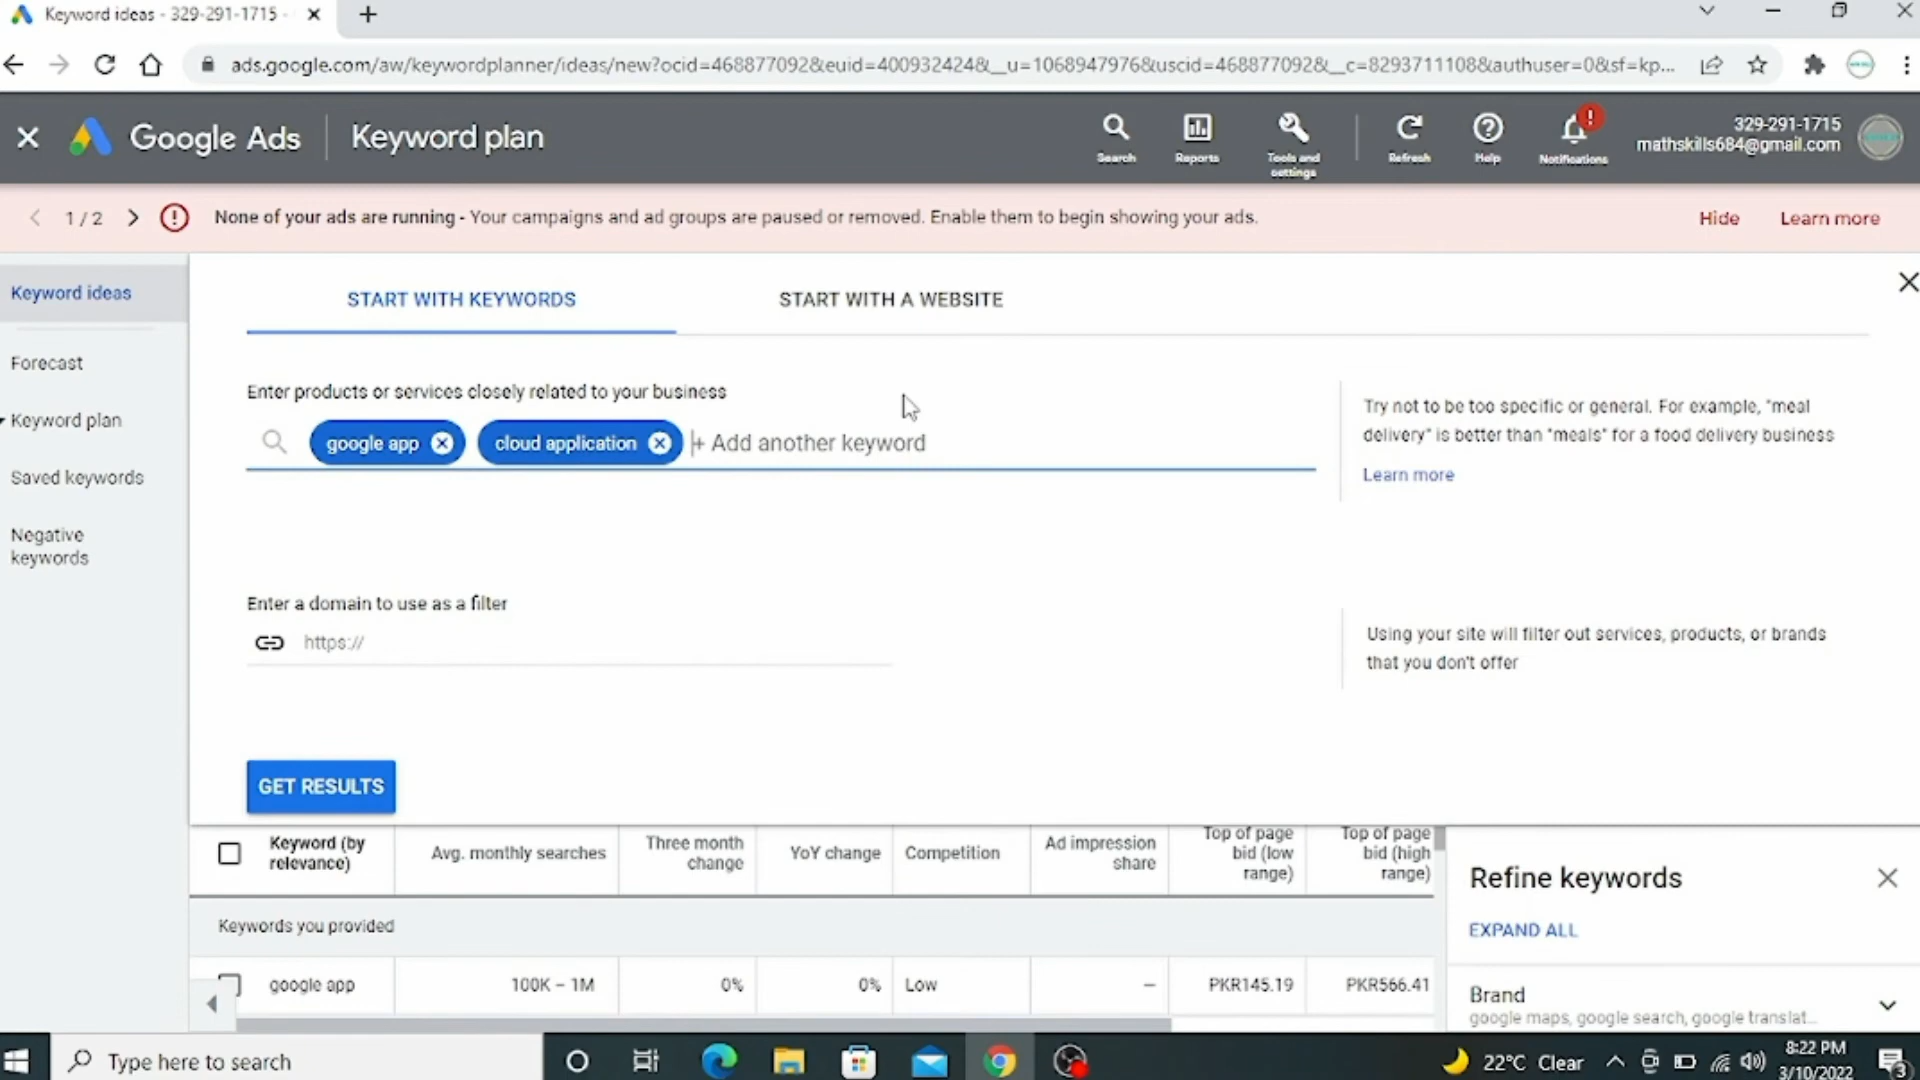 Keyword ideas - 329-291-1715 -
ads.google.com/aw/keywordplanner/ideas/new?ocid=468877092&euid=400932424&__u=1068947976&uscid=468877092&__c=8293711108&authuser=0&sf=kp...
Google Ads
Keyword plan
Search
Reports
Tools and
settings
Refresh
Help
!
Notifications
329-291-1715
mathskills684@gmail.com
1 / 2
None of your ads are running - Your campaigns and ad groups are paused or removed. Enable them to begin showing your ads.
Hide
Learn more
Keyword ideas
Forecast
Keyword plan
Saved keywords
Negative
keywords
START WITH KEYWORDS
START WITH A WEBSITE
Enter products or services closely related to your business
google app
cloud application
+ Add another keyword
Try not to be too specific or general. For example, "meal
delivery" is better than "meals" for a food delivery business
Learn more
Enter a domain to use as a filter
https://
Using your site will filter out services, products, or brands
that you don't offer
GET RESULTS
Keyword (by
relevance)
Avg. monthly searches
Three month
change
YoY change
Competition
Ad impression
share
Top of page
bid (low
range)
Top of page
bid (high
range)
Keywords you provided
google app
100K – 1M
0%
0%
Low
–
PKR145.19
PKR566.41
Refine keywords
EXPAND ALL
Brand
google maps, google search, google translat...
Type here to search
22°C Clear
8:22 PM
3/10/2022
3